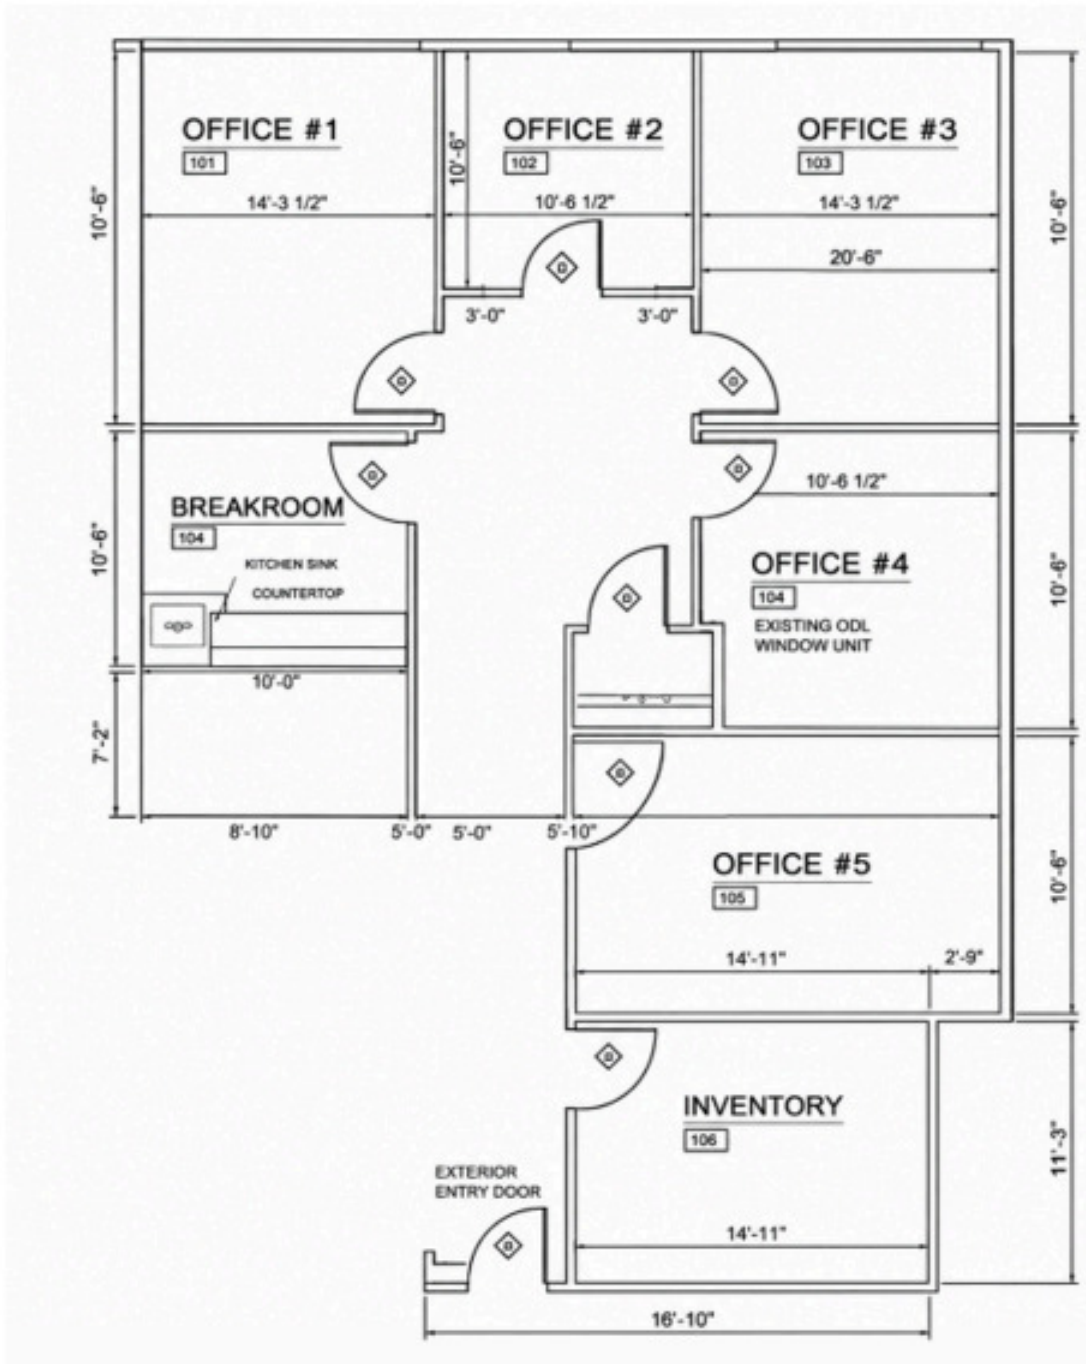 OFFICE #1
101
14'-3 1/2"
10'-6"
10'-6"
OFFICE #2
102
10'-6 1/2"
3'-0"
3'-0"
OFFICE #3
103
14'-3 1/2"
20'-6"
10'-6"
BREAKROOM
104
KITCHEN SINK
COUNTERTOP
10'-6"
10'-0"
7'-2"
8'-10"
5'-0"
5'-0"
5'-10"
10'-6 1/2"
OFFICE #4
104
EXISTING ODL
WINDOW UNIT
10'-6"
OFFICE #5
105
14'-11"
2'-9"
10'-6"
INVENTORY
106
14'-11"
11'-3"
EXTERIOR
ENTRY DOOR
16'-10"